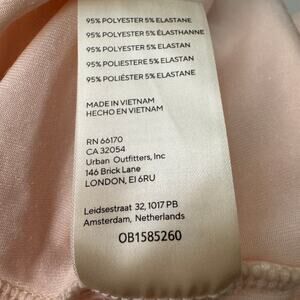 95% POLYESTER 5% ELASTANE
95% POLYESTER 5% ÉLASTHANNE
95% POLYESTER 5% ELASTAN
95% POLIESTERE 5% ELASTAN
95% POLIÉSTER 5% ELASTANE
MADE IN VIETNAM
HECHO EN VIETNAM
RN 66170
CA 32054
Urban Outfitters, Inc
146 Brick Lane
LONDON, E1 6RU
Leidsestraat 32, 1017 PB
Amsterdam, Netherlands
OB1585260